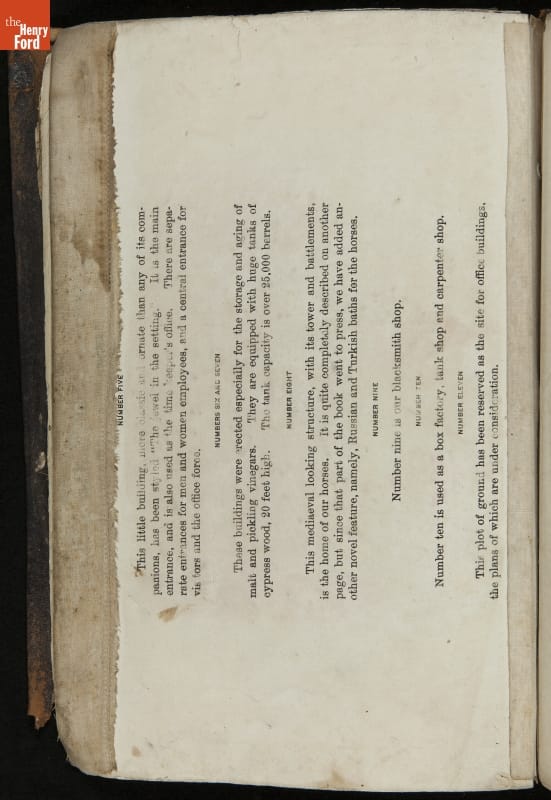 the
Henry
Ford
NUMBER FIVE
This little building, more classic and ornate than any of its com-
panions, has been styled "The Jewel in the setting. It is the main
entrance, and is also used as the time keeper's office. There are sepa-
rate entrances for men and women employees, and a central entrance for
visitors and the office force.
NUMBERS SIX AND SEVEN
These buildings were erected especially for the storage and aging of
malt and pickling vinegars. They are equipped with huge tanks of
cypress wood, 20 feet high. The tank capacity is over 25,000 barrels.
NUMBER EIGHT
This mediaeval looking structure, with its tower and battlements,
is the home of our horses. It is quite completely described on another
page, but since that part of the book went to press, we have added an-
other novel feature, namely, Russian and Turkish baths for the horses.
NUMBER NINE
Number nine is our blacksmith shop.
NUMBER TEN
Number ten is used as a box factory, tank shop and carpenter shop.
NUMBER ELEVEN
This plot of ground has been reserved as the site for office buildings,
the plans of which are under consideration.